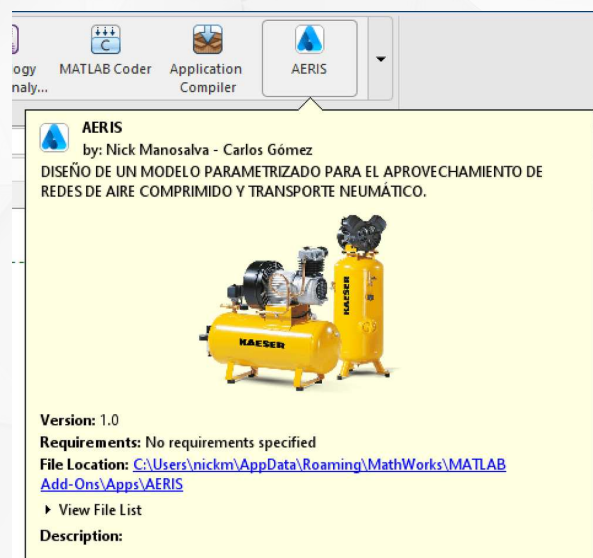 ogy
naly...
MATLAB Coder
Application
Compiler
AERIS
AERIS
by: Nick Manosalva - Carlos Gómez
DISEÑO DE UN MODELO PARAMETRIZADO PARA EL APROVECHAMIENTO DE
REDES DE AIRE COMPRIMIDO Y TRANSPORTE NEUMÁTICO.
KAESER
KAESER
Version: 1.0
Requirements: No requirements specified
File Location: C:\Users\nickm\AppData\Roaming\MathWorks\MATLAB
Add-Ons\Apps\AERIS
View File List
Description: